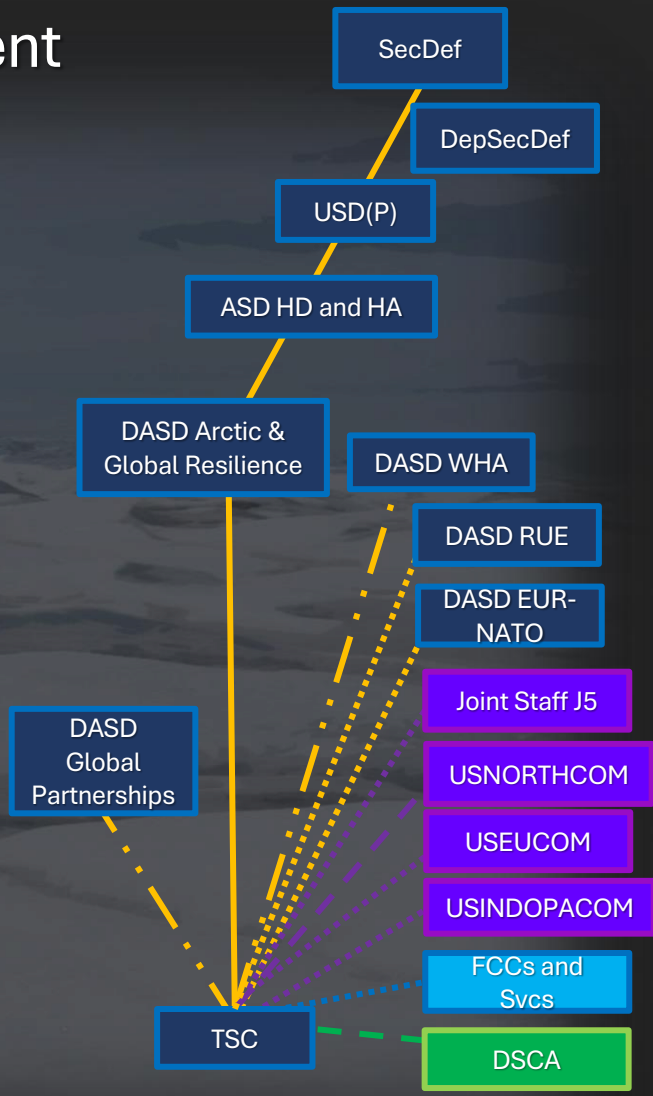 ent
SecDef
DepSecDef
USD(P)
ASD HD and HA
DASD Arctic &
Global Resilience
DASD WHA
DASD RUE
DASD EUR-
NATO
Joint Staff J5
DASD
Global
Partnerships
USNORTHCOM
USEUCOM
USINDOPACOM
FCCs and
Svcs
TSC
DSCA